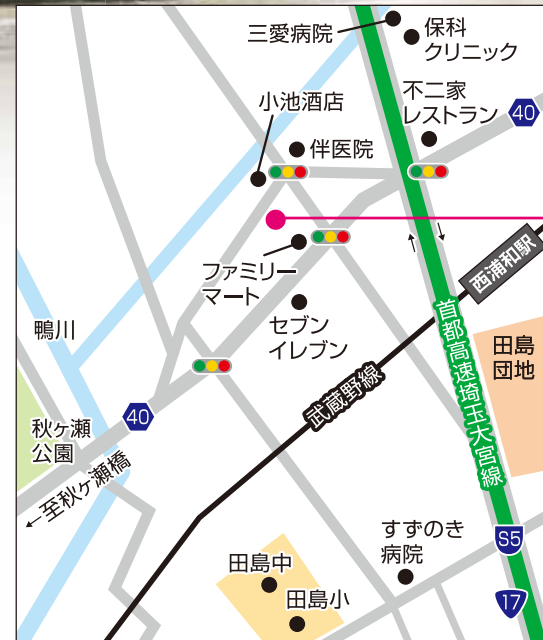 三愛病院
保科
クリニック
不二家
レストラン
40
小池酒店
伴医院
ファミリー
マート
西浦和駅
セブン
イレブン
鴨川
首都高速埼玉大宮線
田島
団地
武蔵野線
40
秋ヶ瀬
公園
←至秋ヶ瀬橋
すずのき
病院
S5
田島中
田島小
17